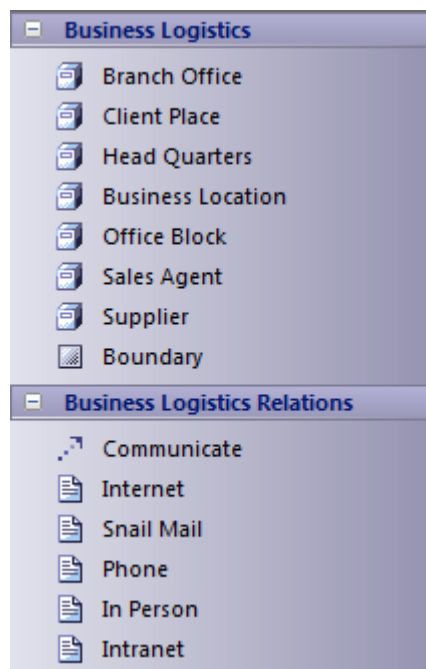 Business Logistics
Branch Office
Client Place
Head Quarters
Business Location
Office Block
Sales Agent
Supplier
Boundary
Business Logistics Relations
Communicate
Internet
Snail Mail
Phone
In Person
Intranet